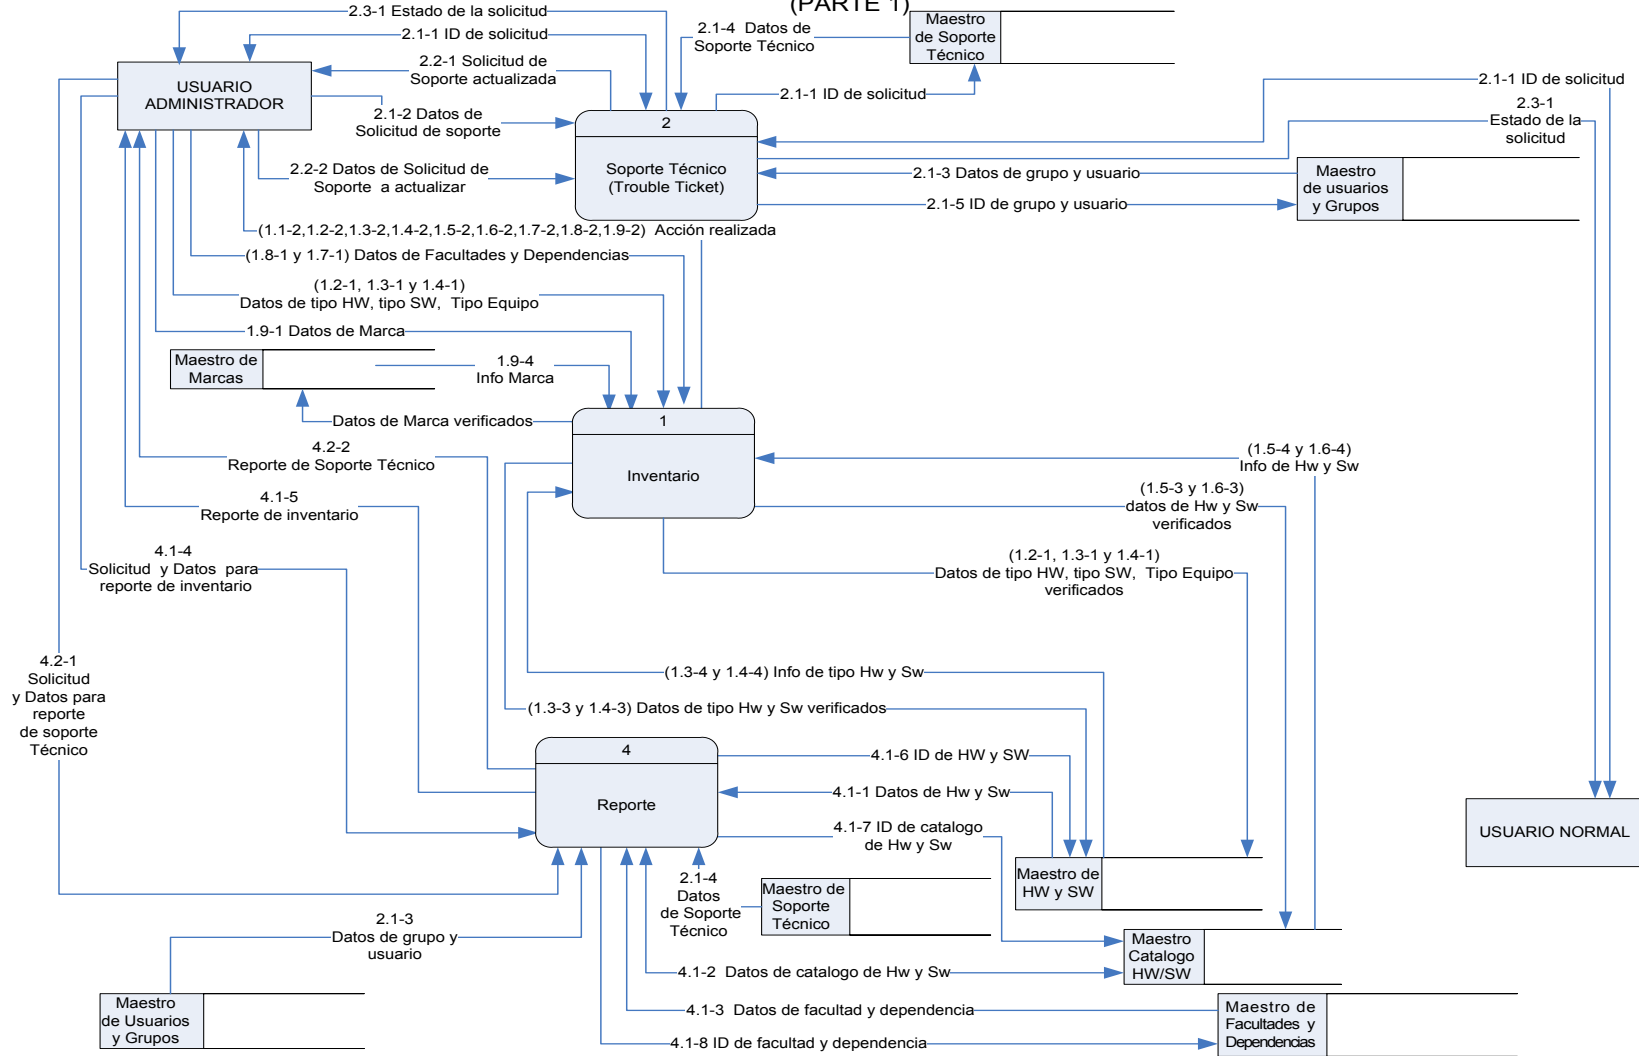 (PARTE 1)
2.3-1 Estado de la solicitud
2.1-1 ID de solicitud
2.2-1 Solicitud de
Soporte actualizada
2.1-4 Datos de
Soporte Técnico
Maestro
de Soporte
Técnico
USUARIO
ADMINISTRADOR
2.1-2 Datos de
Solicitud de soporte
2.1-1 ID de solicitud
2.1-1 ID de solicitud
2.3-1
Estado de la
solicitud
2
Soporte Técnico
(Trouble Ticket)
2.2-2 Datos de Solicitud de
Soporte a actualizar
2.1-3 Datos de grupo y usuario
2.1-5 ID de grupo y usuario
Maestro
de usuarios
y Grupos
(1.1-2,1.2-2,1.3-2,1.4-2,1.5-2,1.6-2,1.7-2,1.8-2,1.9-2) Acción realizada
(1.8-1 y 1.7-1) Datos de Facultades y Dependencias
(1.2-1, 1.3-1 y 1.4-1)
Datos de tipo HW, tipo SW, Tipo Equipo
1.9-1 Datos de Marca
Maestro de
Marcas
1.9-4
Info Marca
Datos de Marca verificados
1
Inventario
4.2-2
Reporte de Soporte Técnico
4.1-5
Reporte de inventario
(1.5-4 y 1.6-4)
Info de Hw y Sw
(1.5-3 y 1.6-3)
datos de Hw y Sw
verificados
4.1-4
Solicitud y Datos para
reporte de inventario
(1.2-1, 1.3-1 y 1.4-1)
Datos de tipo HW, tipo SW, Tipo Equipo
verificados
4.2-1
Solicitud
y Datos para
reporte
de soporte
Técnico
(1.3-4 y 1.4-4) Info de tipo Hw y Sw
(1.3-3 y 1.4-3) Datos de tipo Hw y Sw verificados
4
Reporte
4.1-6 ID de HW y SW
4.1-1 Datos de Hw y Sw
4.1-7 ID de catalogo
de Hw y Sw
USUARIO NORMAL
2.1-4
Datos
de Soporte
Técnico
Maestro de
Soporte
Técnico
Maestro de
HW y SW
2.1-3
Datos de grupo y
usuario
Maestro
Catalogo
HW/SW
4.1-2 Datos de catalogo de Hw y Sw
Maestro
de Usuarios
y Grupos
4.1-3 Datos de facultad y dependencia
4.1-8 ID de facultad y dependencia
Maestro de
Facultades y
Dependencias